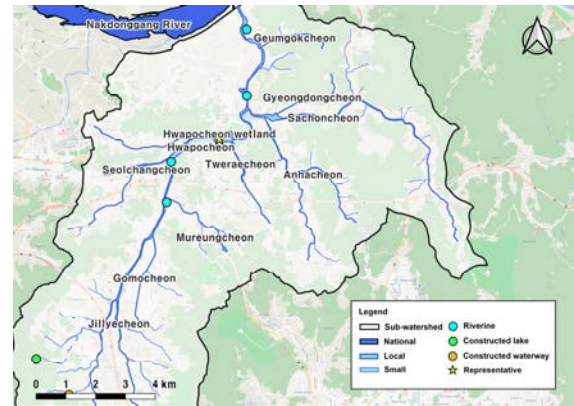 Nakdonggang River
Geumgokcheon
Gyeongdongcheon
Sachoncheon
Hwapocheon wetland
Hwapocheon
Seolchangcheon
Tweraecheon
Anhacheon
Mureungcheon
Gomocheon
Jillyecheon
Legend
Sub-watershed
National
Local
Small
Riverine
Constructed lake
Constructed waterway
Representative
0 1 2 3 4 km